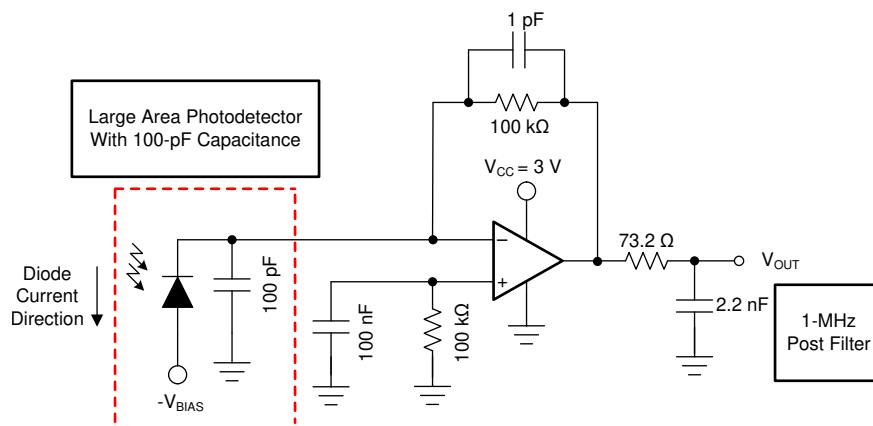 1 pF
100 kΩ
Large Area Photodetector
With 100-pF Capacitance
V_CC = 3 V
Diode
Current
Direction
100 pF
-V_BIAS
100 nF
100 kΩ
−
+
73.2 Ω
V_OUT
2.2 nF
1-MHz
Post Filter